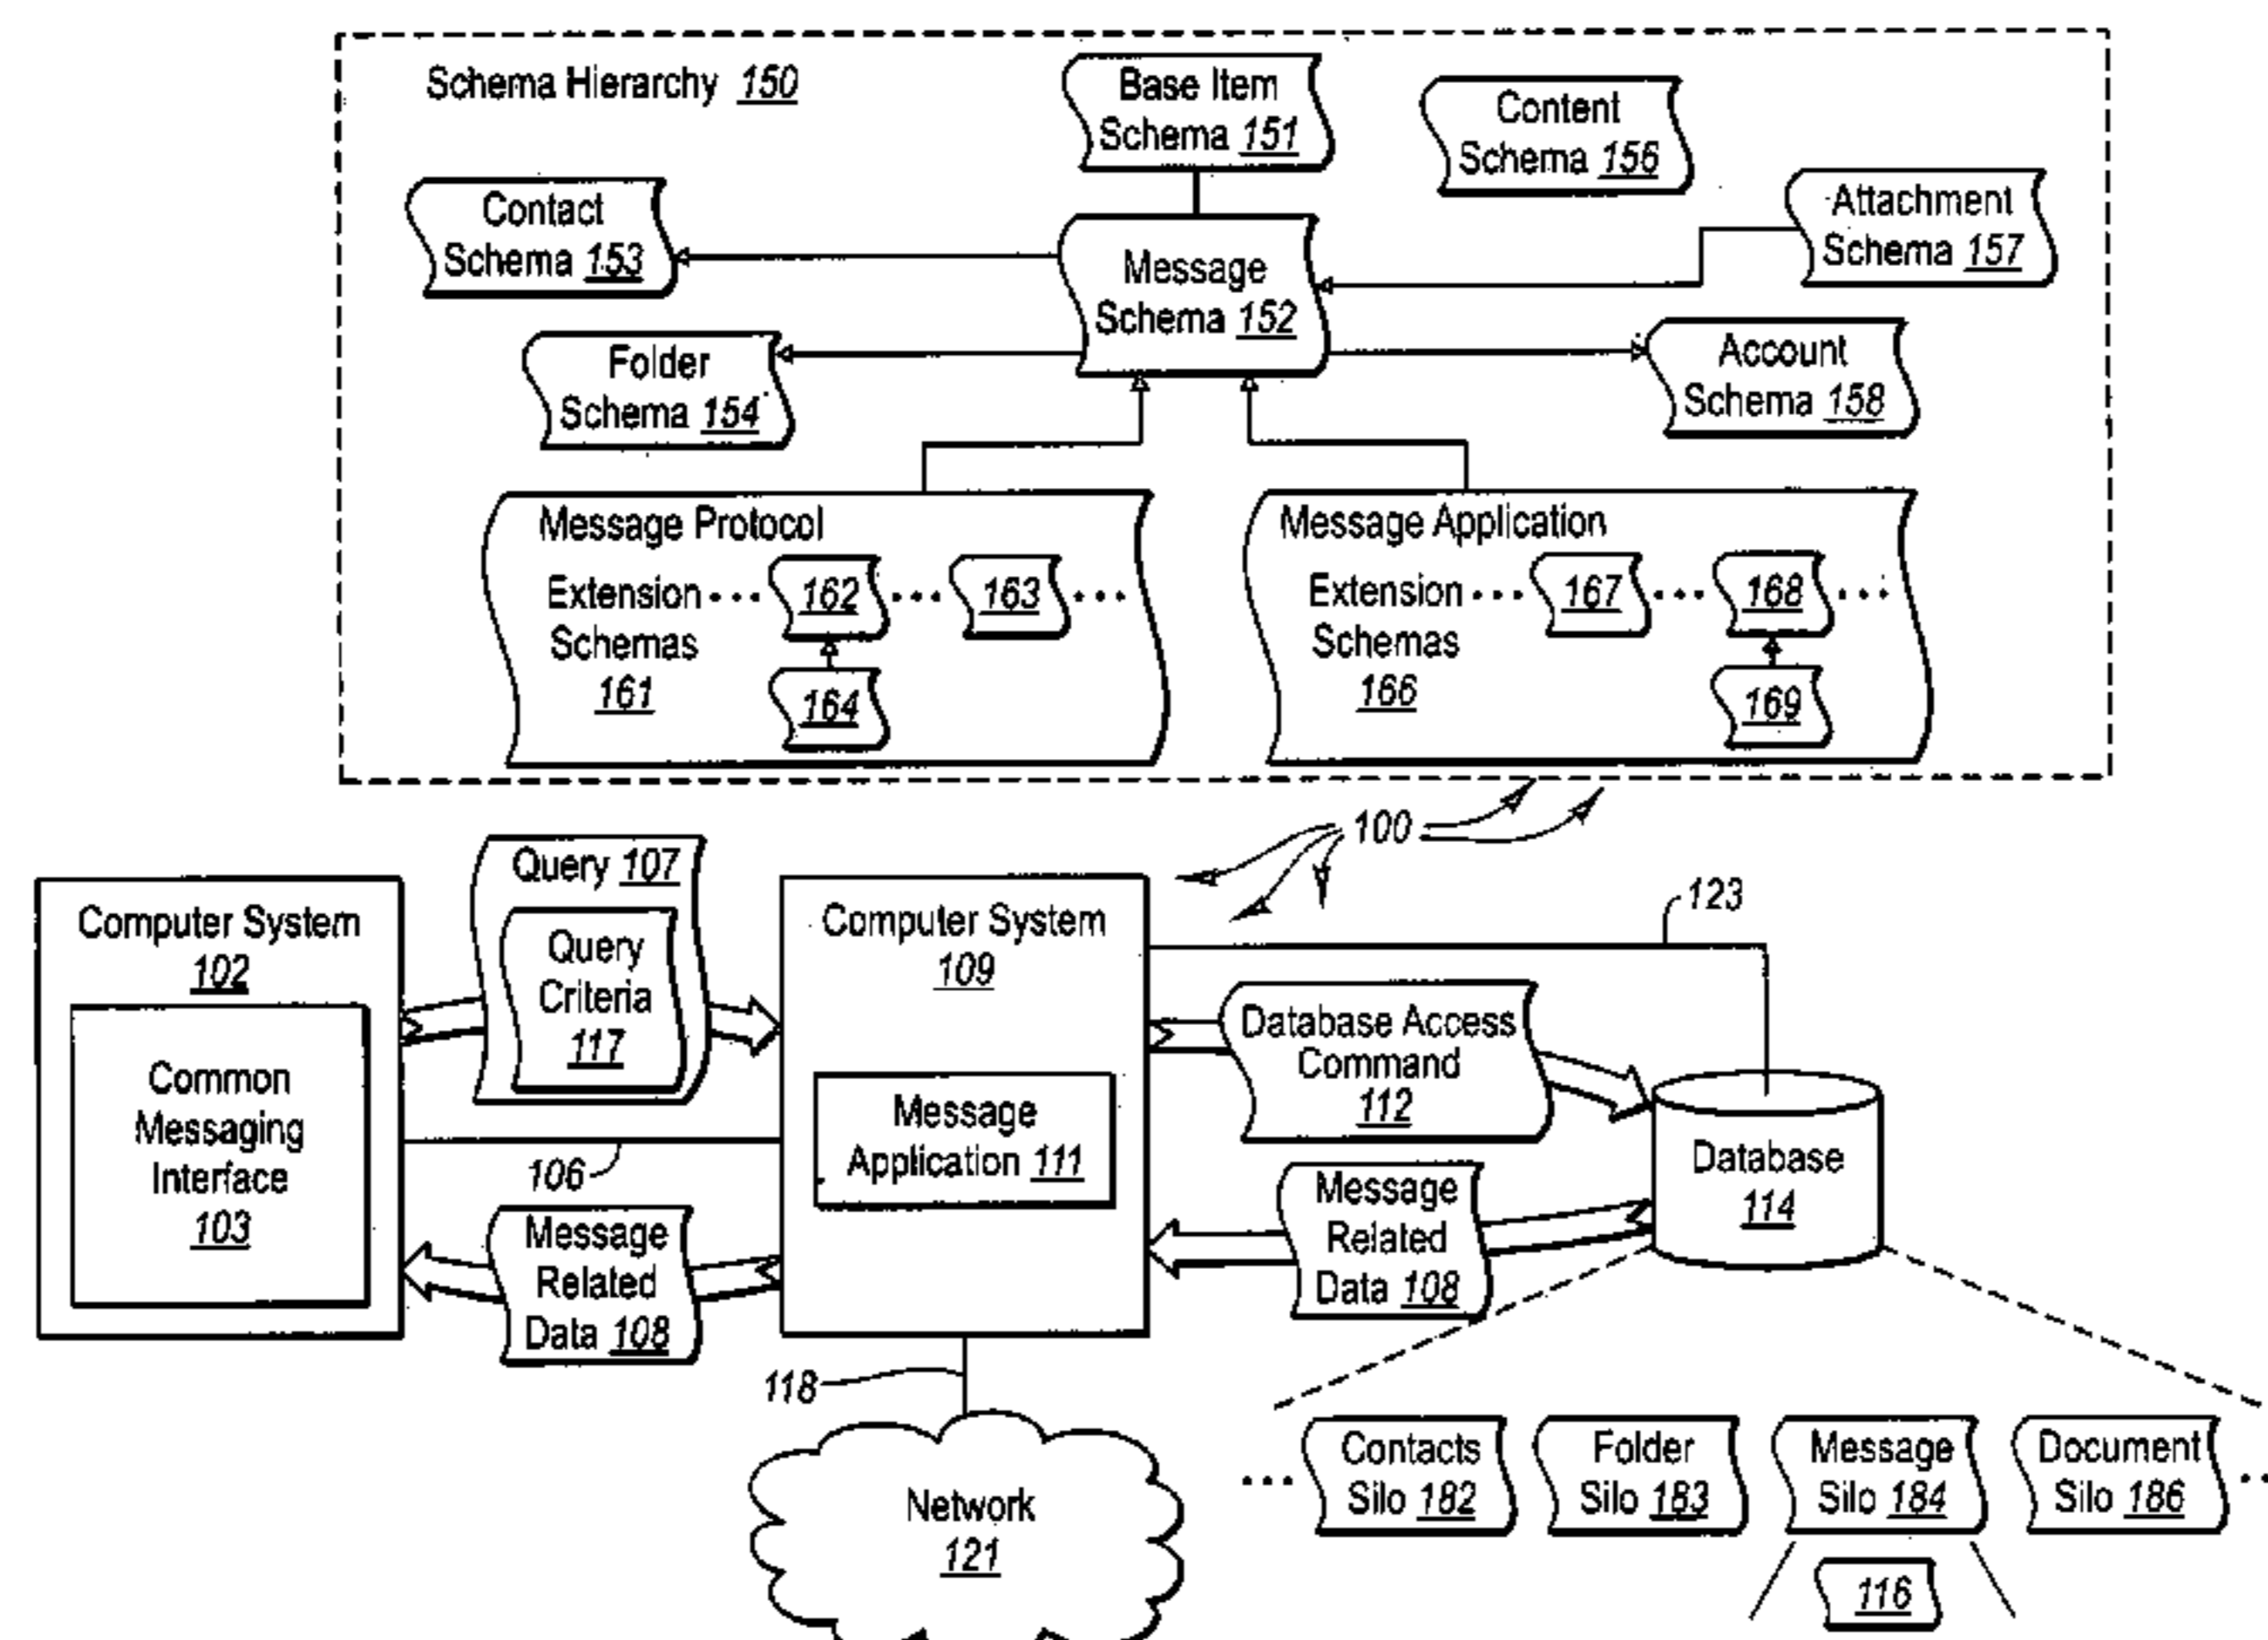 Schema Hierarchy 150
Base Item
Schema 151
Content
Schema 156
Contact
Schema 153
Attachment
Schema 157
Message
Schema 152
Folder
Schema 154
Account
Schema 158
Message Protocol
Extension ... 162 ... 163 ...
Schemas
161
164
Message Application
Extension ... 167 ... 168 ...
Schemas
166
169
100
Computer System
102
Common
Messaging
Interface
103
Query 107
Query
Criteria
117
106
Message
Related
Data 108
Computer System
109
Message
Application 111
123
Database Access
Command
112
Message
Related
Data 108
Database
114
118
Network
121
...
Contacts
Silo 182
Folder
Silo 183
Message
Silo 184
Document
Silo 186
..
116